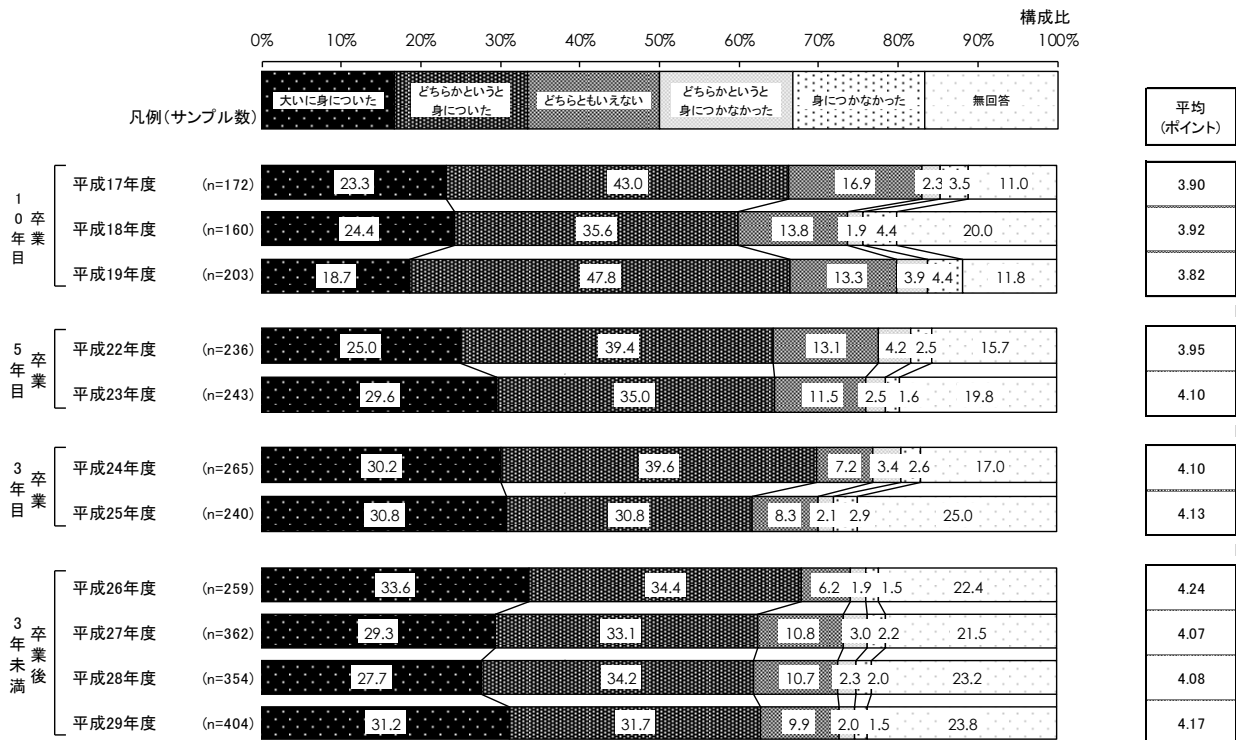 構成比
0% 10% 20% 30% 40% 50% 60% 70% 80% 90% 100%
凡例(サンプル数)
大いに身についた
どちらかというと
身についた
どちらともいえない
どちらかというと
身につかなかった
身につかなかった
無回答
平均
(ポイント)
卒業
10年目
平成17年度 (n=172) 23.3 43.0 16.9 2.3 3.5 11.0 3.90
平成18年度 (n=160) 24.4 35.6 13.8 1.9 4.4 20.0 3.92
平成19年度 (n=203) 18.7 47.8 13.3 3.9 4.4 11.8 3.82
卒業
5年目
平成22年度 (n=236) 25.0 39.4 13.1 4.2 2.5 15.7 3.95
平成23年度 (n=243) 29.6 35.0 11.5 2.5 1.6 19.8 4.10
卒業
3年目
平成24年度 (n=265) 30.2 39.6 7.2 3.4 2.6 17.0 4.10
平成25年度 (n=240) 30.8 30.8 8.3 2.1 2.9 25.0 4.13
卒業後
3年未満
平成26年度 (n=259) 33.6 34.4 6.2 1.9 1.5 22.4 4.24
平成27年度 (n=362) 29.3 33.1 10.8 3.0 2.2 21.5 4.07
平成28年度 (n=354) 27.7 34.2 10.7 2.3 2.0 23.2 4.08
平成29年度 (n=404) 31.2 31.7 9.9 2.0 1.5 23.8 4.17